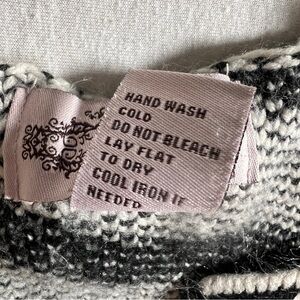 HAND WASH
COLD
DO NOT BLEACH
LAY FLAT
TO DRY
COOL IRON IF
NEEDED